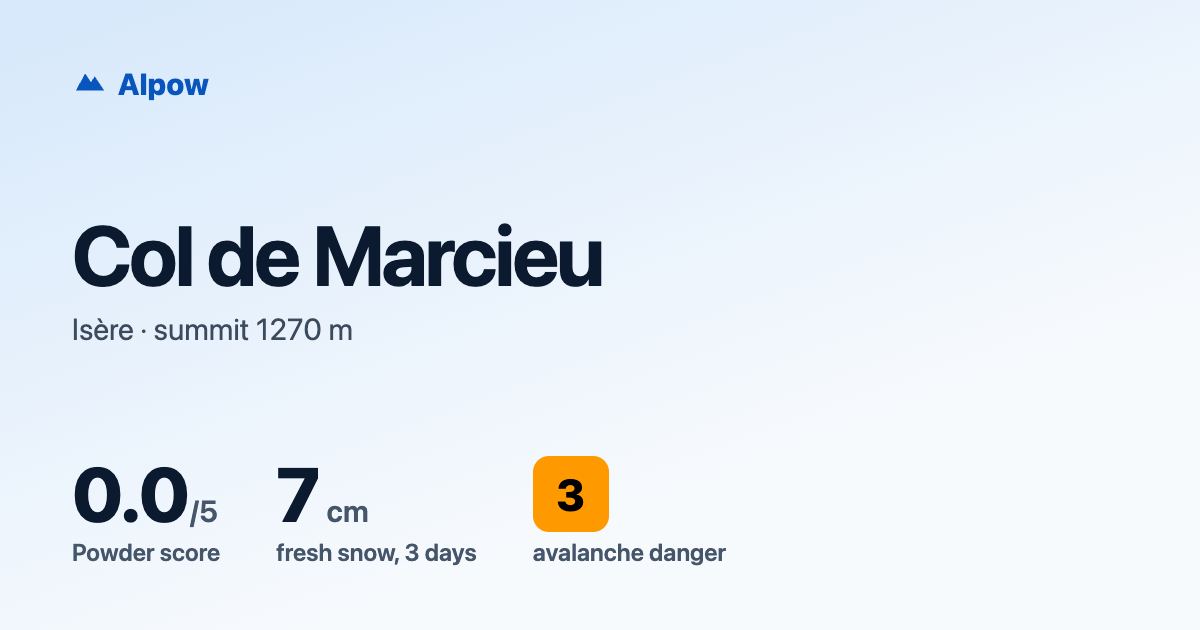 Alpow
Col de Marcieu
Isère · summit 1270 m
0.0/5 7 cm 3
Powder score fresh snow, 3 days avalanche danger